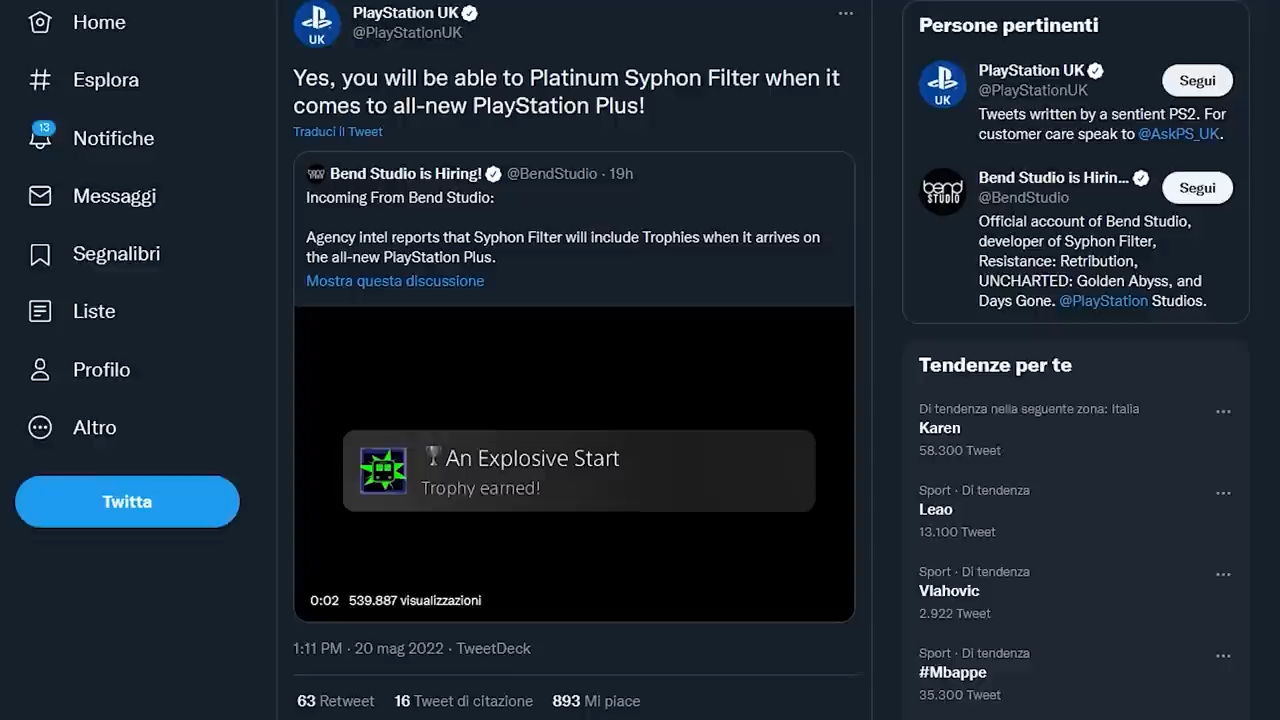 Home
Esplora
13
Notifiche
Messaggi
Segnalibri
Liste
Profilo
Altro
Twitta
UK
PlayStation UK
@PlayStationUK
Yes, you will be able to Platinum Syphon Filter when it
comes to all-new PlayStation Plus!
Traduci il Tweet
Bend Studio is Hiring! @BendStudio · 19h
Incoming From Bend Studio:
Agency intel reports that Syphon Filter will include Trophies when it arrives on
the all-new PlayStation Plus.
Mostra questa discussione
An Explosive Start
Trophy earned!
0:02 539.887 visualizzazioni
1:11 PM · 20 mag 2022 · TweetDeck
63 Retweet 16 Tweet di citazione 893 Mi piace
Persone pertinenti
UK
PlayStation UK
@PlayStationUK
Segui
Tweets written by a sentient PS2. For
customer care speak to @AskPS_UK.
bend
STUDIO
Bend Studio is Hirin...
@BendStudio
Segui
Official account of Bend Studio,
developer of Syphon Filter,
Resistance: Retribution,
UNCHARTED: Golden Abyss, and
Days Gone. @PlayStation Studios.
Tendenze per te
Di tendenza nella seguente zona: Italia
Karen
58.300 Tweet
Sport · Di tendenza
Leao
13.100 Tweet
Sport · Di tendenza
Vlahovic
2.922 Tweet
Sport · Di tendenza
#Mbappe
35.300 Tweet